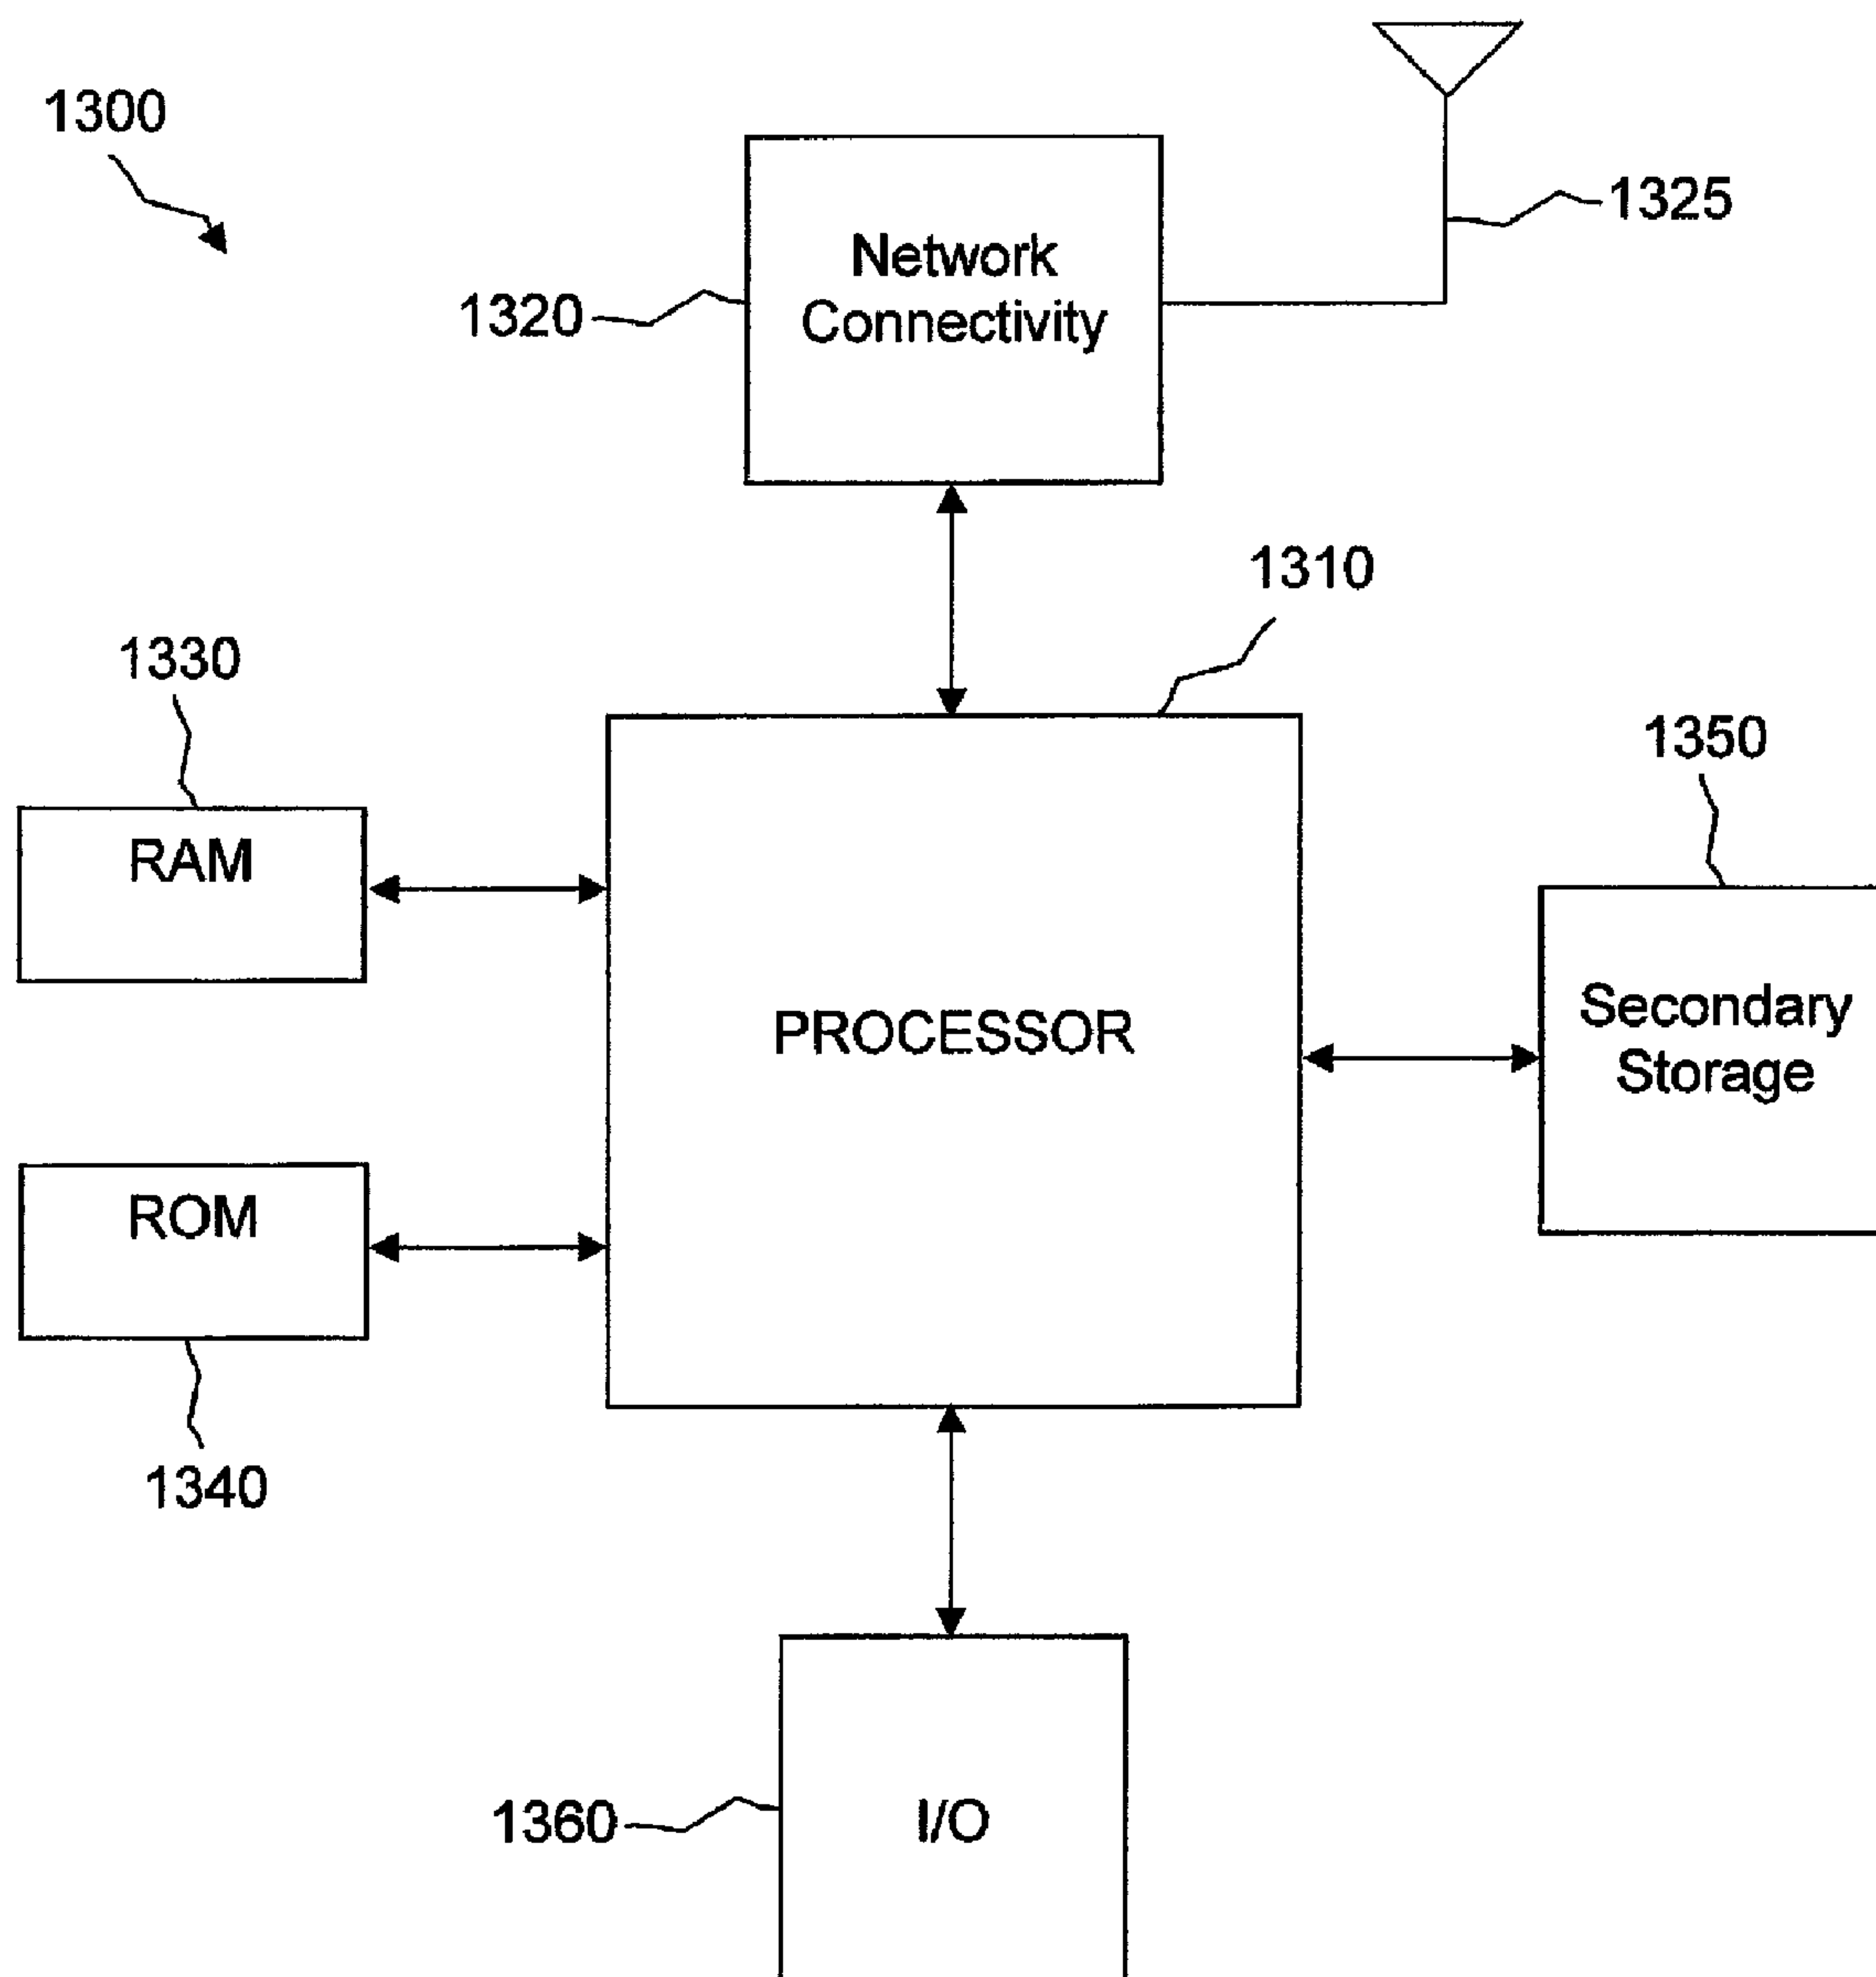 1300
1325
Network
Connectivity
1320
1310
1330
1350
RAM
Secondary
Storage
PROCESSOR
ROM
1340
1360
I/O